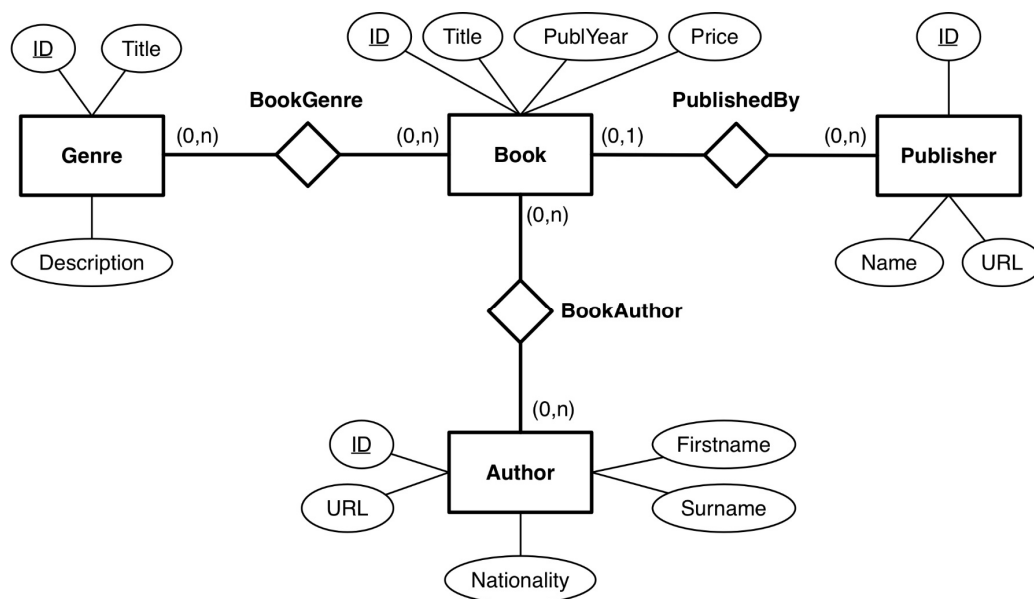 ID
Title
ID
Title
PublYear
Price
ID
BookGenre
PublishedBy
Genre
(0,n)
(0,n)
Book
(0,1)
(0,n)
Publisher
(0,n)
Description
Name
URL
BookAuthor
(0,n)
ID
Firstname
Author
URL
Surname
Nationality